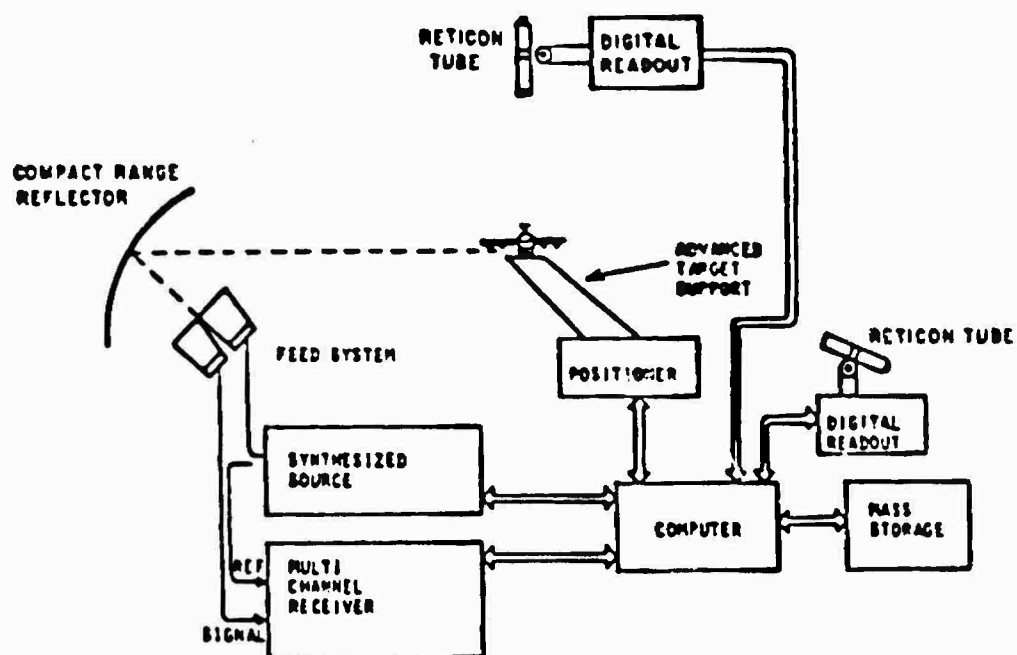 RETICON
TUBE
DIGITAL
READOUT
COMPACT RANGE
REFLECTOR
ADVANCED
TARGET
SUPPORT
RETICON TUBE
FEED SYSTEM
POSITIONER
DIGITAL
READOUT
SYNTHESIZED
SOURCE
COMPUTER
MASS
STORAGE
REF
MULTI
CHANNEL
RECEIVER
SIGNAL